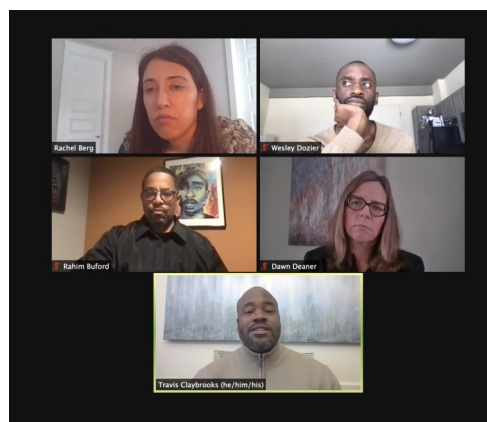 Rachel Berg
Wesley Dozier
Rahim Buford
Dawn Deaner
Travis Claybrooks (he/him/his)